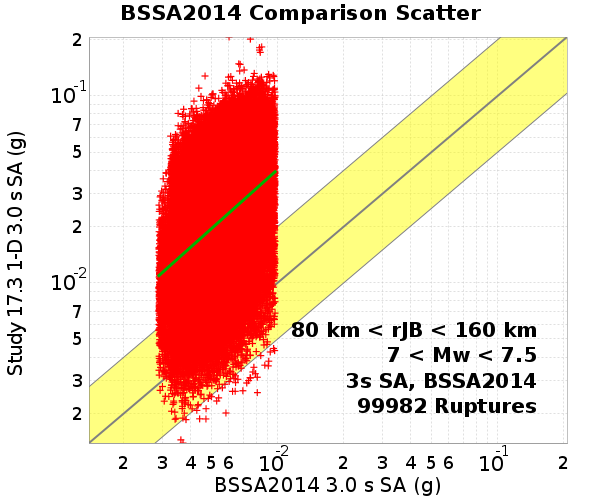 BSSA2014 Comparison Scatter
Study 17.3 1-D 3.0 s SA (g)
2
10-1
7
5
3
2
10-2
7
5
3
2
80 km < rJB < 160 km
7 < Mw < 7.5
3s SA, BSSA2014
99982 Ruptures
2 3 4 5 6 10-2 2 3 4 5 6 10-1 2
BSSA2014 3.0 s SA (g)